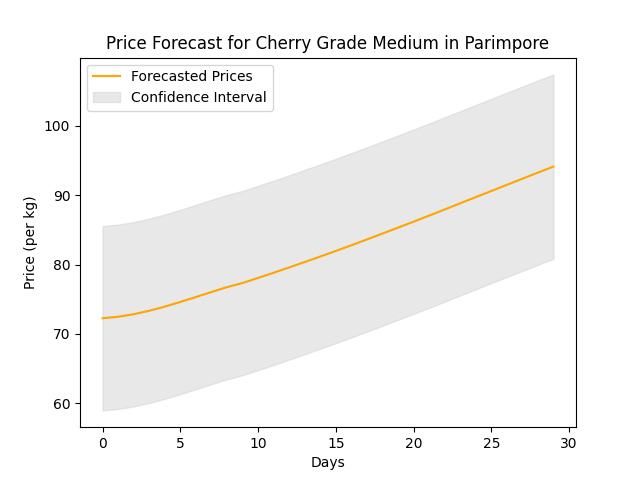 Price Forecast for Cherry Grade Medium in Parimpore
Forecasted Prices
Confidence Interval
Price (per kg)
100
90
80
70
60
0 5 10 15 20 25 30
Days